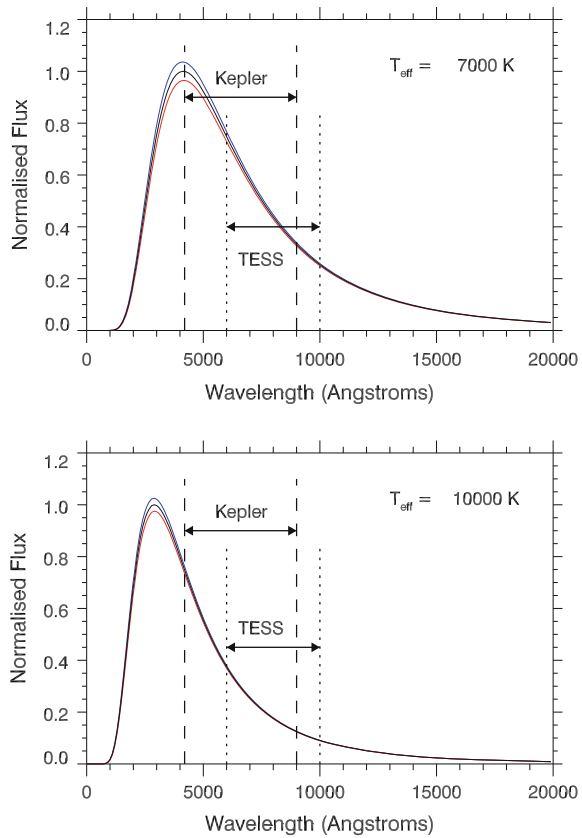 1.2
1.0
0.8
0.6
0.4
0.2
0.0
Normalised Flux
T_eff = 7000 K
Kepler
TESS
0 5000 10000 15000 20000
Wavelength (Angstroms)
1.2
1.0
0.8
0.6
0.4
0.2
0.0
Normalised Flux
T_eff = 10000 K
Kepler
TESS
0 5000 10000 15000 20000
Wavelength (Angstroms)